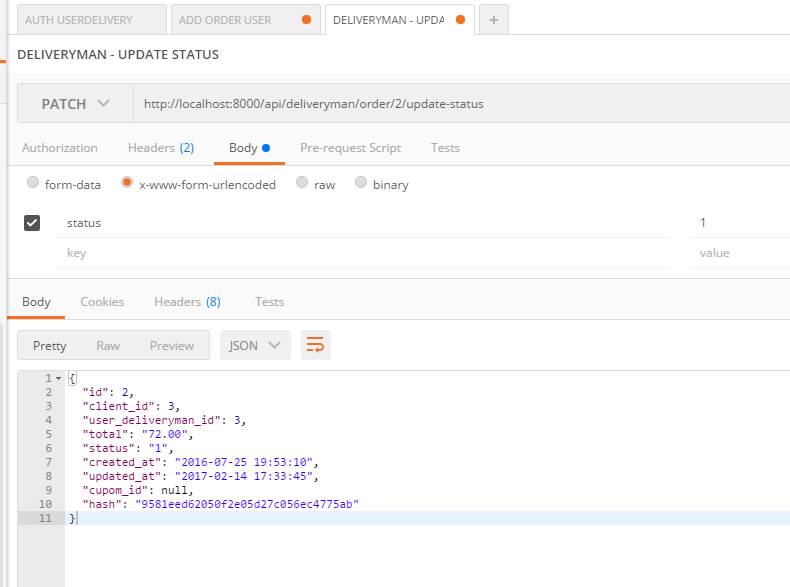 AUTH USERDELIVERY ADD ORDER USER DELIVERYMAN - UPDA +
DELIVERYMAN - UPDATE STATUS
PATCH http://localhost:8000/api/deliveryman/order/2/update-status
Authorization Headers (2) Body Pre-request Script Tests
form-data x-www-form-urlencoded raw binary
status 1
key value
Body Cookies Headers (8) Tests
Pretty Raw Preview JSON
1 {
2 "id": 2,
3 "client_id": 3,
4 "user_deliveryman_id": 3,
5 "total": "72.00",
6 "status": "1",
7 "created_at": "2016-07-25 19:53:10",
8 "updated_at": "2017-02-14 17:33:45",
9 "cupom_id": null,
10 "hash": "9581eed62050f2e05d27c056ec4775ab"
11 }